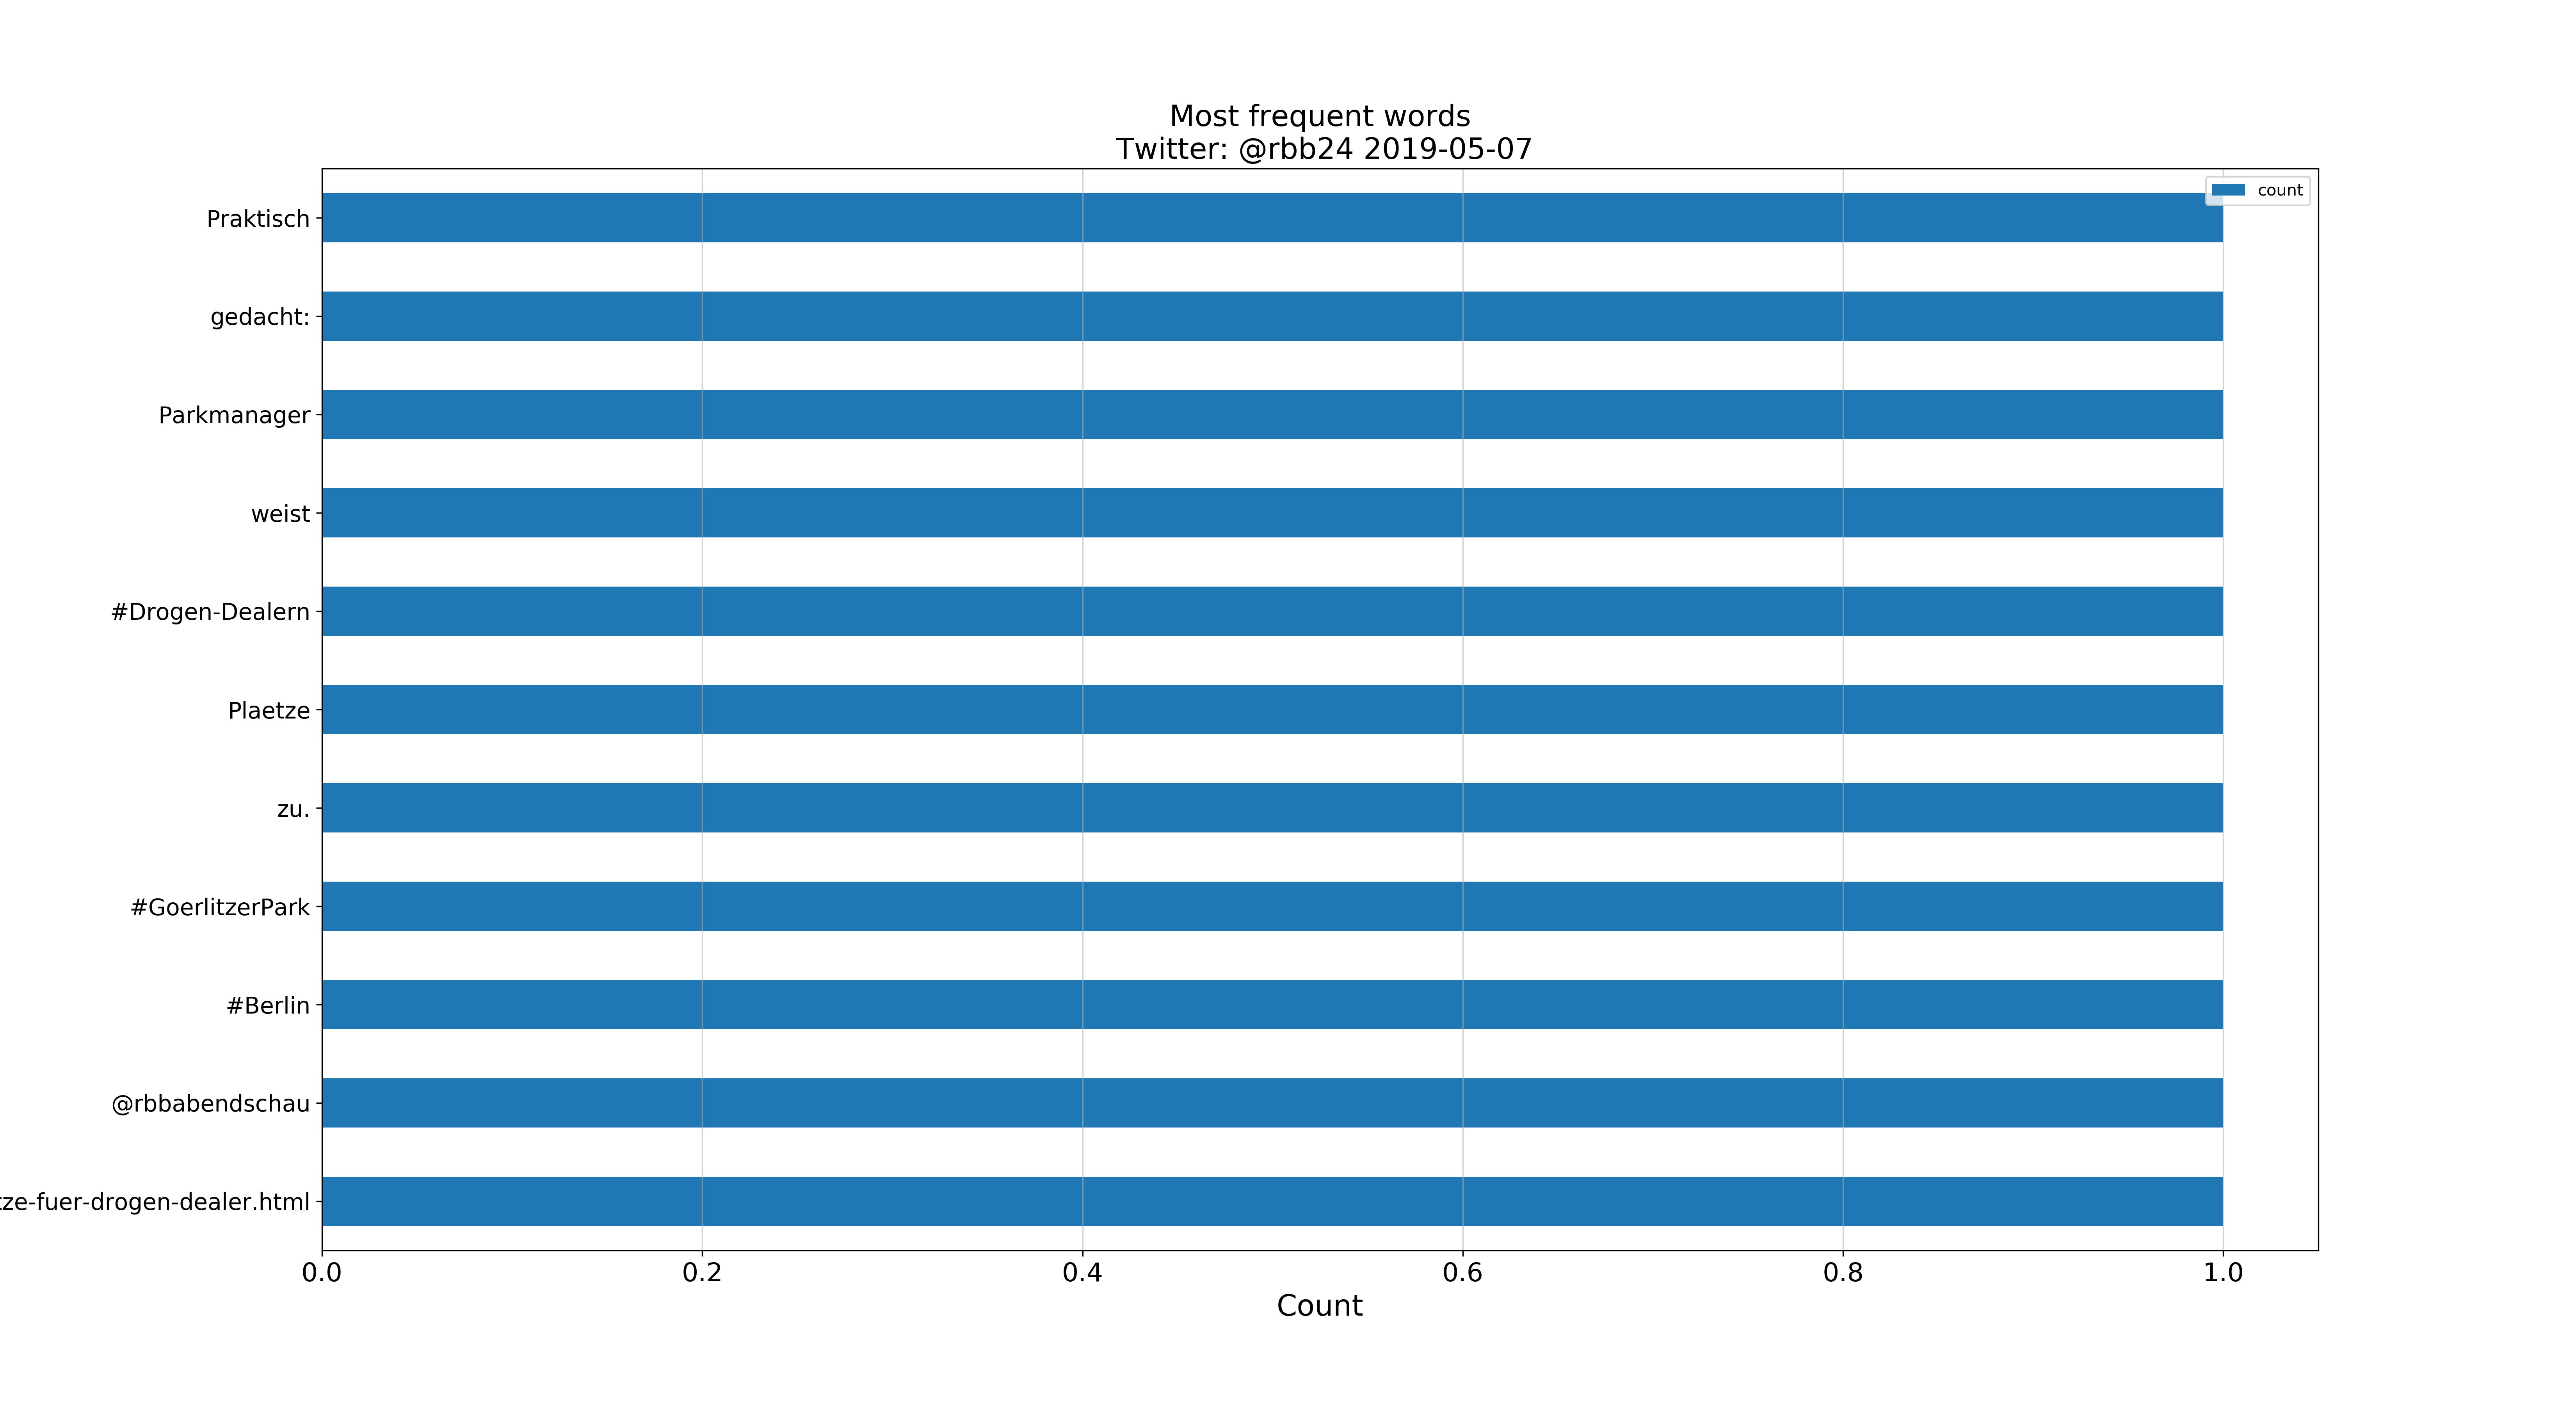 Most frequent words
Twitter: @rbb24 2019-05-07
count
Praktisch
gedacht:
Parkmanager
weist
#Drogen-Dealern
Plaetze
zu.
#GoerlitzerPark
#Berlin
@rbbabendschau
tze-fuer-drogen-dealer.html
0.0 0.2 0.4 0.6 0.8 1.0
Count